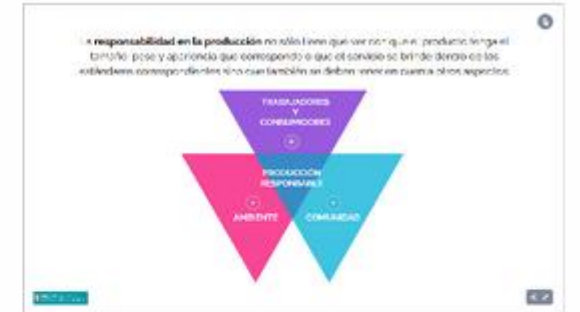 La responsabilidad en la producción no sólo tiene que ver con que el producto tenga el
tamaño, peso y apariencia que corresponde o que el servicio se brinde dentro de los
estándares correspondientes sino que también se deben tener en cuenta otros aspectos.
TRABAJADORES
Y
CONSUMIDORES
PRODUCCIÓN
RESPONSABLE
AMBIENTE
COMUNIDAD